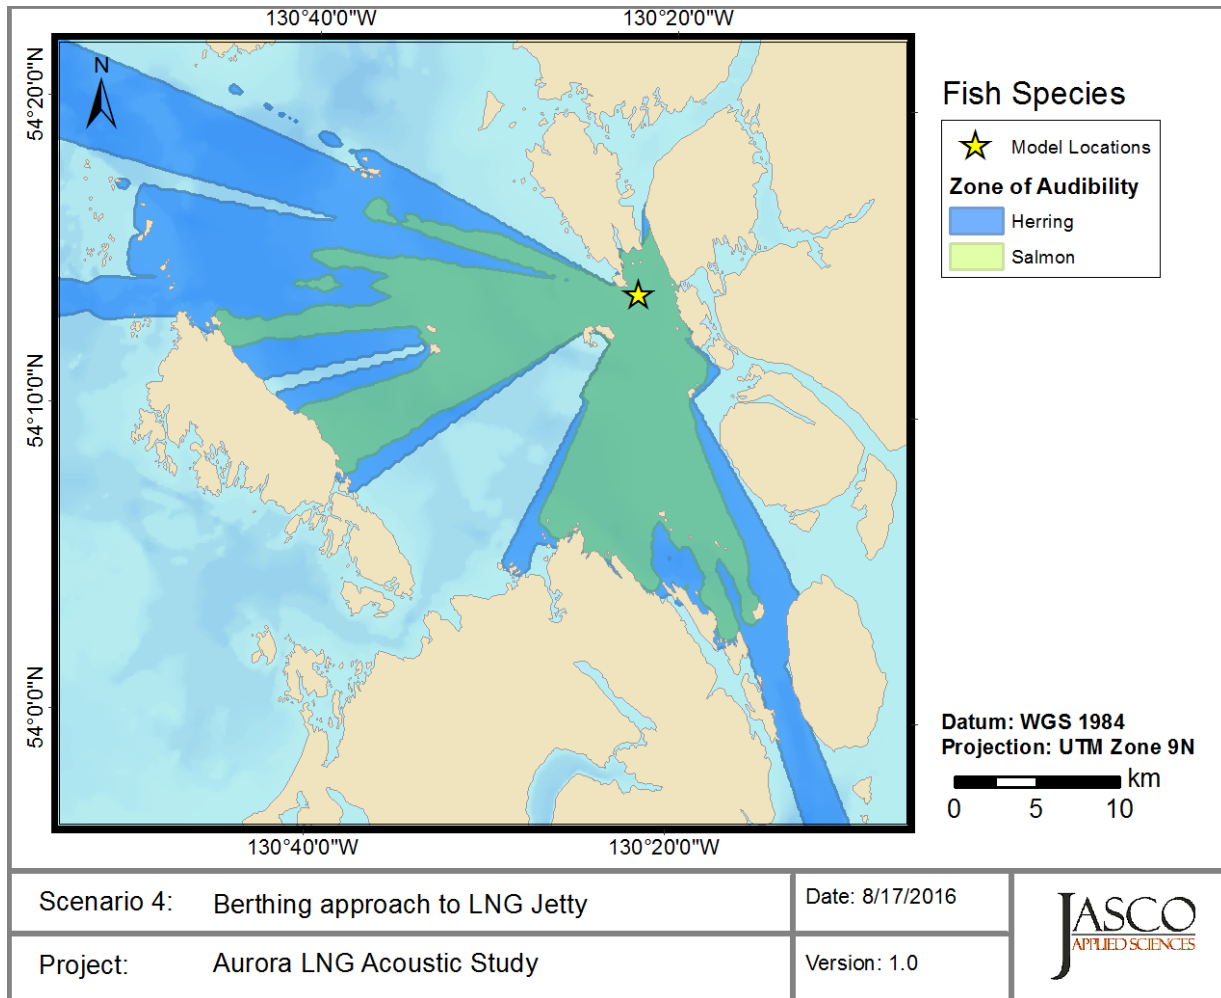 130°40'0"W
130°20'0"W
N
54°20'0"N
54°10'0"N
54°0'0"N
130°40'0"W
130°20'0"W
Fish Species
Model Locations
Zone of Audibility
Herring
Salmon
Datum: WGS 1984
Projection: UTM Zone 9N
km
0 5 10
Scenario 4: Berthing approach to LNG Jetty
Date: 8/17/2016
Project: Aurora LNG Acoustic Study
Version: 1.0
JASCO
APPLIED SCIENCES